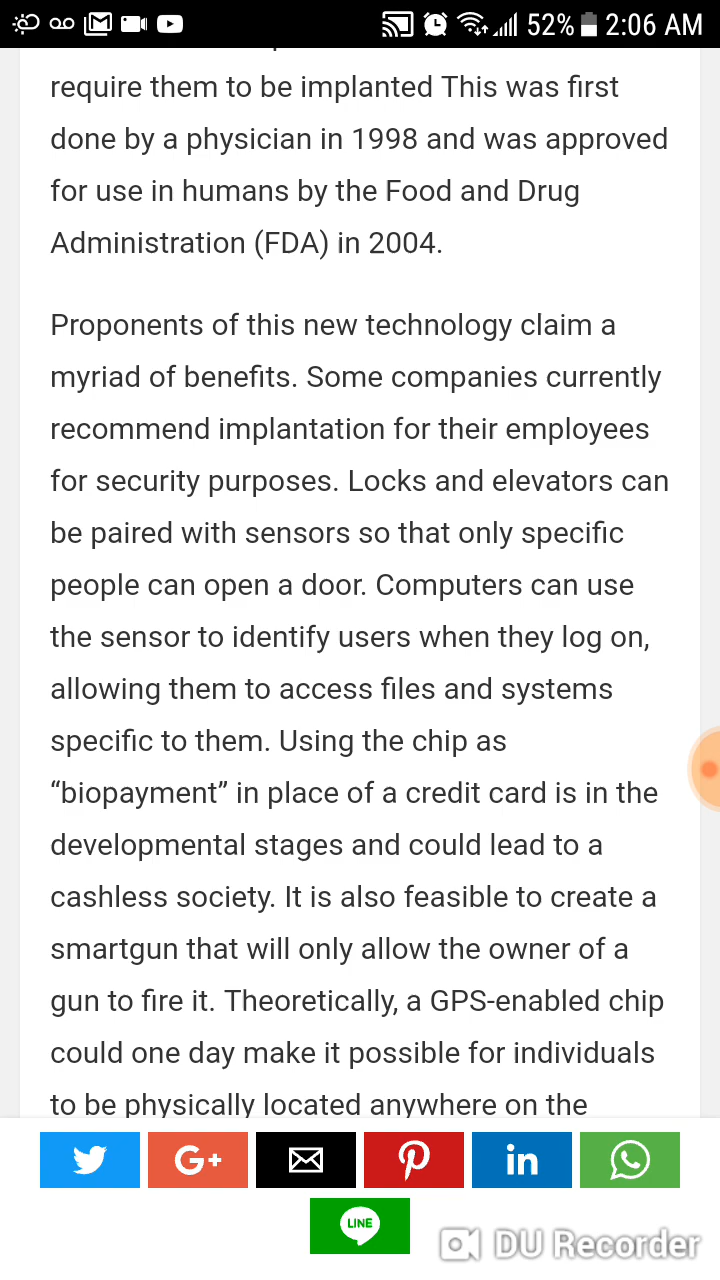 52% 2:06 AM
require them to be implanted This was first
done by a physician in 1998 and was approved
for use in humans by the Food and Drug
Administration (FDA) in 2004.
Proponents of this new technology claim a
myriad of benefits. Some companies currently
recommend implantation for their employees
for security purposes. Locks and elevators can
be paired with sensors so that only specific
people can open a door. Computers can use
the sensor to identify users when they log on,
allowing them to access files and systems
specific to them. Using the chip as
“biopayment” in place of a credit card is in the
developmental stages and could lead to a
cashless society. It is also feasible to create a
smartgun that will only allow the owner of a
gun to fire it. Theoretically, a GPS-enabled chip
could one day make it possible for individuals
to be physically located anywhere on the
G+ in
LINE
DU Recorder